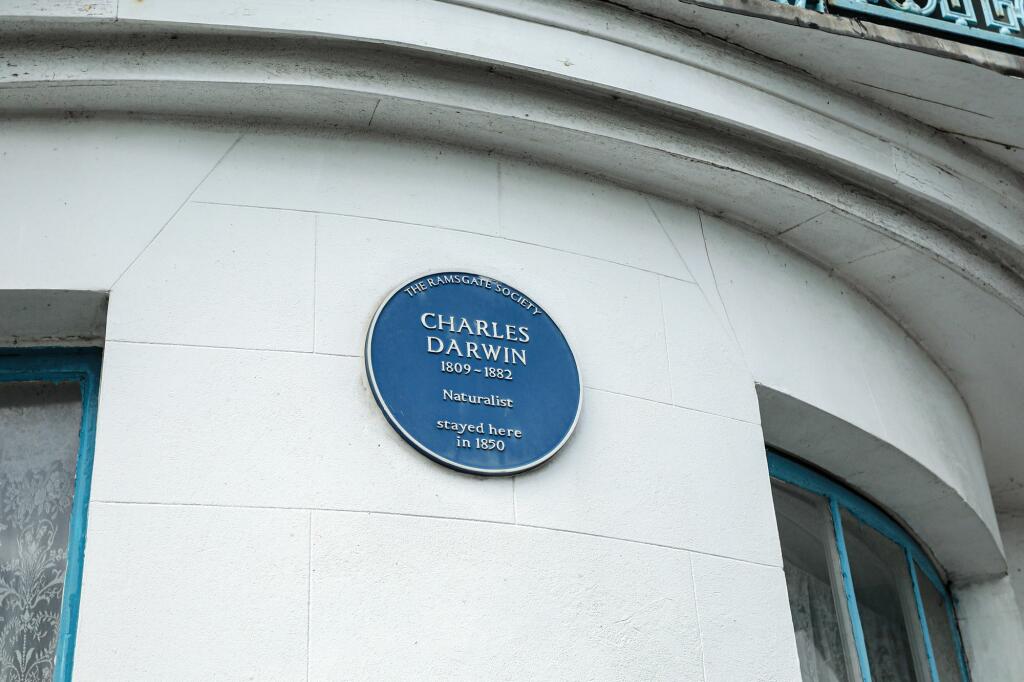 THE RAMSGATE SOCIETY
CHARLES
DARWIN
1809 ~ 1882
Naturalist
stayed here
in 1850